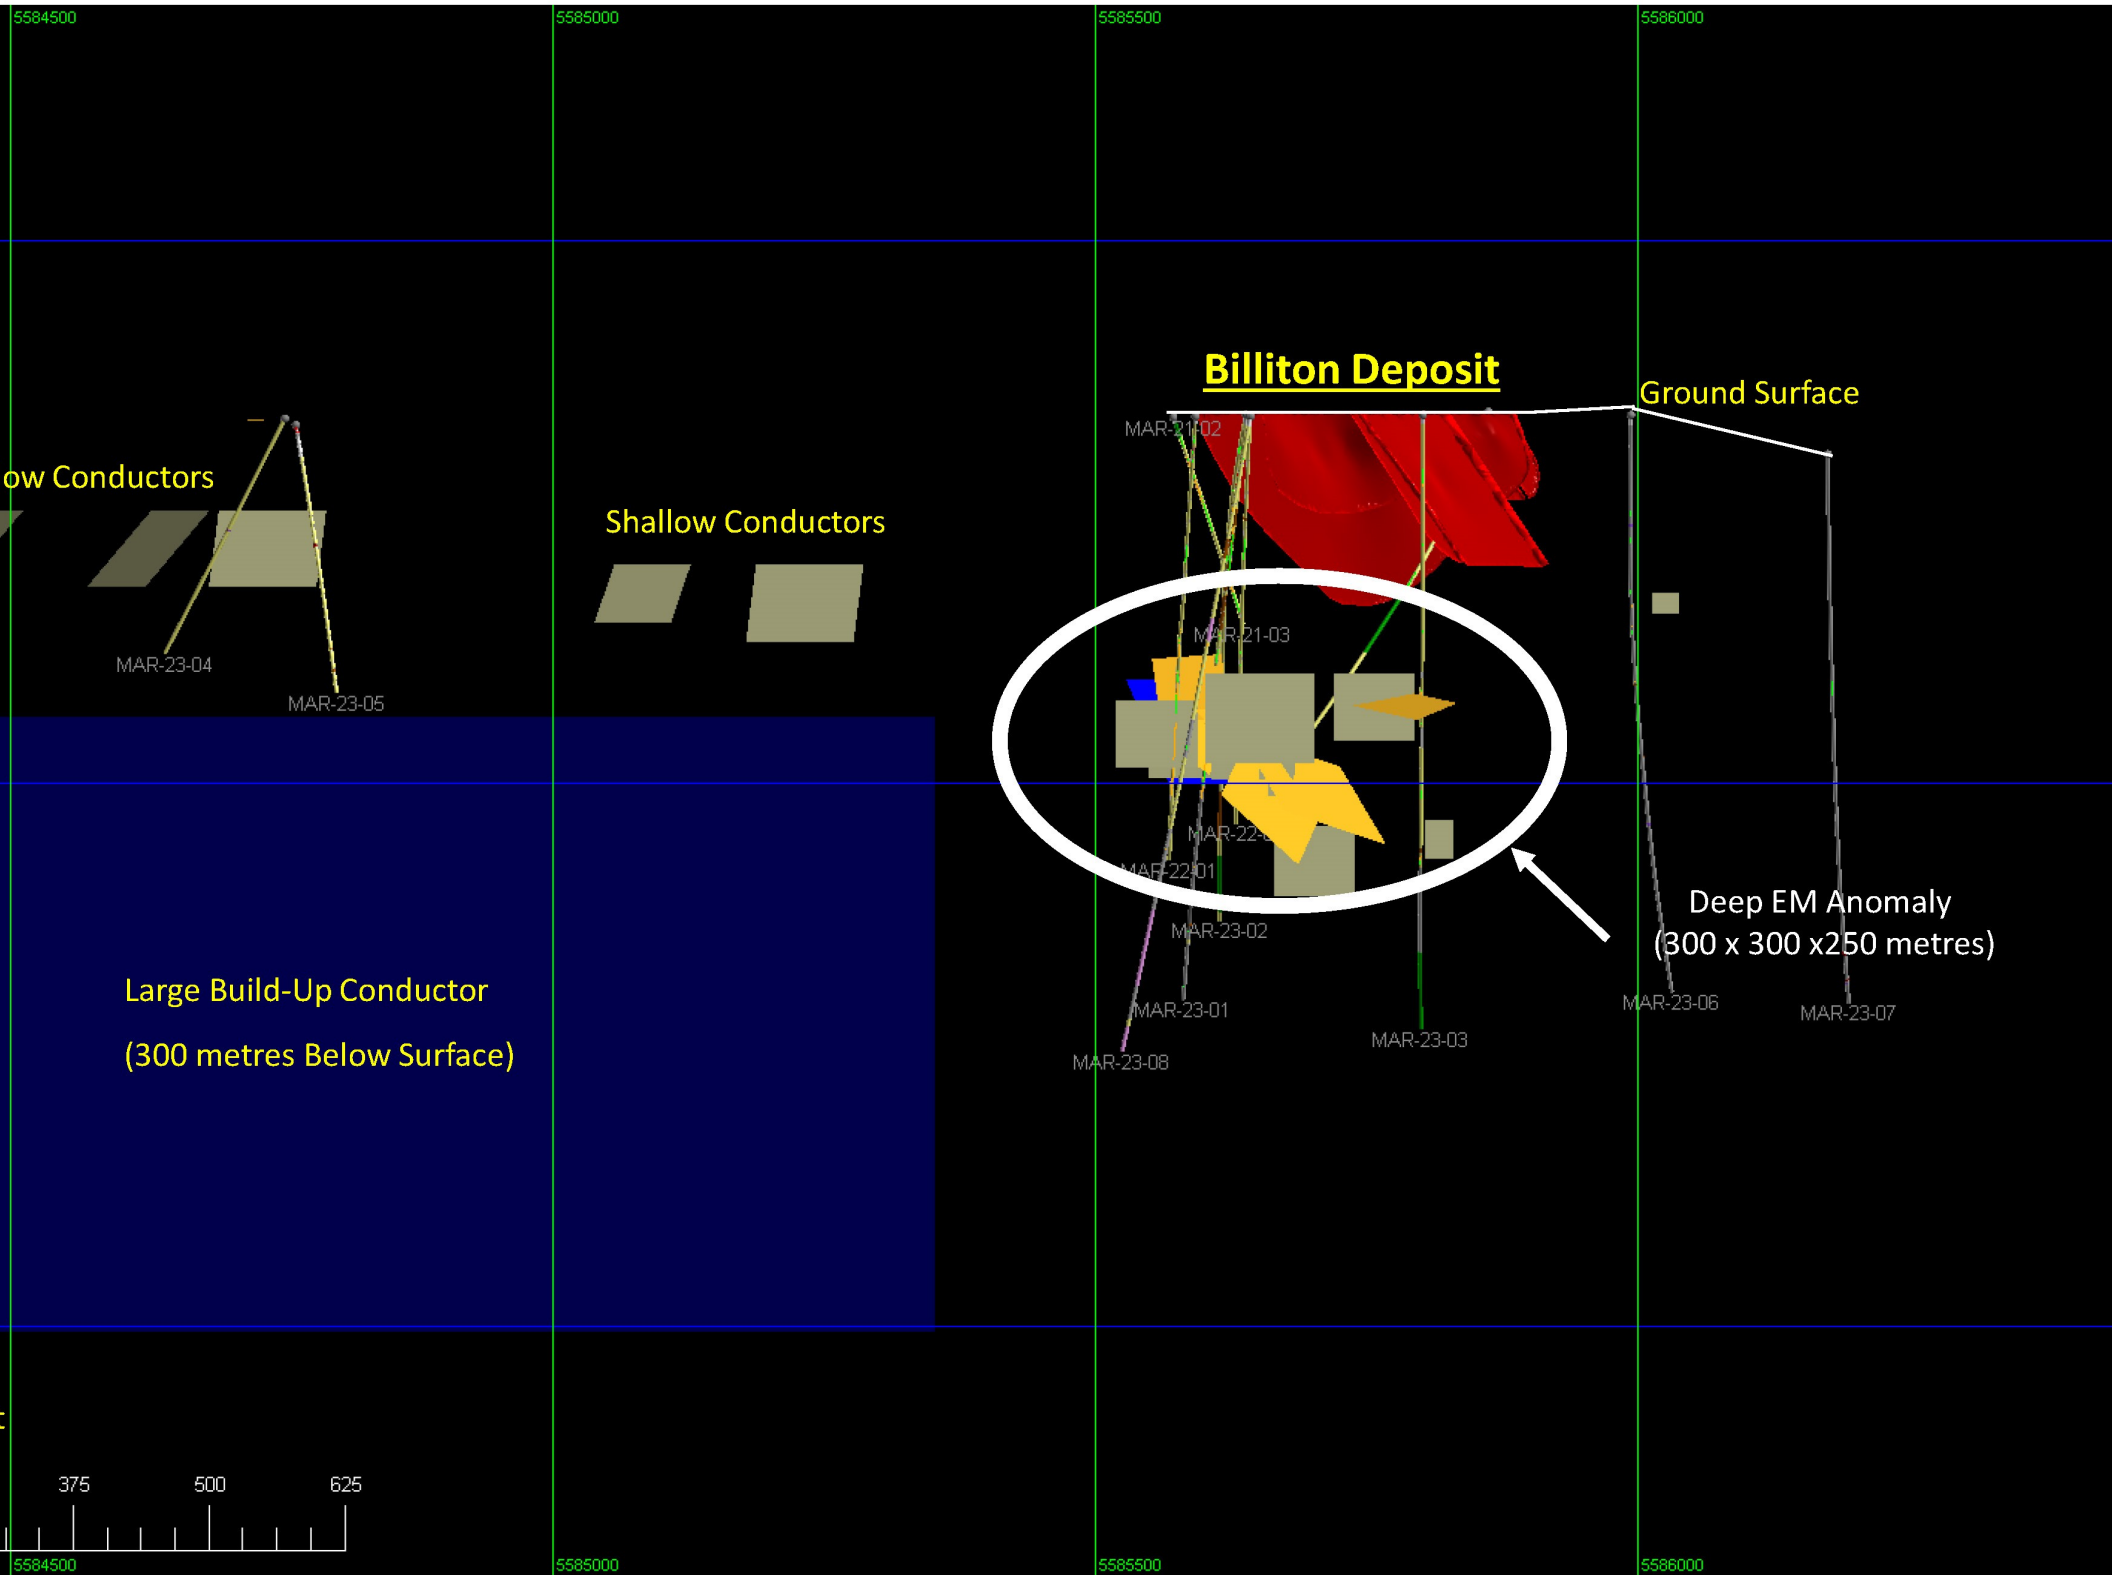 5584500
5585000
5585500
5586000
Billiton Deposit
Ground Surface
MAR-21-02
ow Conductors
Shallow Conductors
MAR-21-03
MAR-23-04
MAR-23-05
MAR-22-
MAR-22-01
Deep EM Anomaly
(300 x 300 x250 metres)
MAR-23-02
Large Build-Up Conductor
(300 metres Below Surface)
MAR-23-01
MAR-23-06
MAR-23-07
MAR-23-03
MAR-23-08
375
500
625
5584500
5585000
5585500
5586000